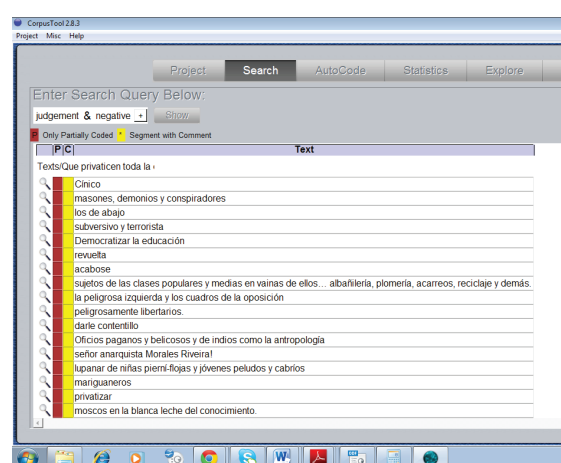 CorpusTool 2.8.3
Project Misc Help
Project Search AutoCode Statistics Explore
Enter Search Query Below:
judgement & negative + Show
P Only Partially Coded * Segment with Comment
P C Text
Texts/Que privaticen toda la
Cínico
masones, demonios y conspiradores
los de abajo
subversivo y terrorista
Democratizar la educación
revuelta
acabose
sujetos de las clases populares y medias en vainas de ellos... albañilería, plomería, acarreos, reciclaje y demás.
la peligrosa izquierda y los cuadros de la oposición
peligrosamente libertarios.
darle contentillo
Oficios paganos y belicosos y de indios como la antropología
señor anarquista Morales Riveira!
lupanar de niñas pierní-flojas y jóvenes peludos y cabríos
mariguaneros
privatizar
moscos en la blanca leche del conocimiento.